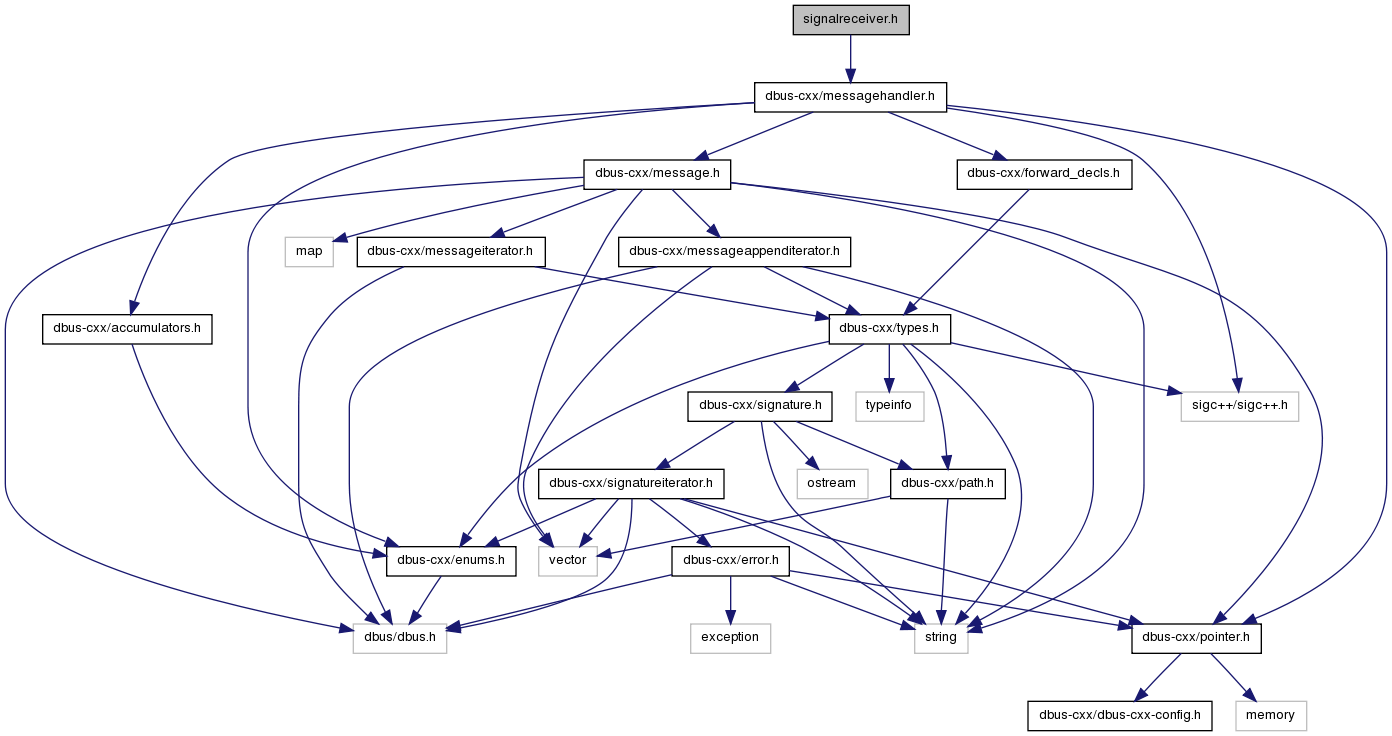 signalreceiver.h
dbus-cxx/messagehandler.h
dbus-cxx/message.h
dbus-cxx/forward_decls.h
map
dbus-cxx/messageiterator.h
dbus-cxx/messageappenditerator.h
dbus-cxx/accumulators.h
dbus-cxx/types.h
dbus-cxx/signature.h
typeinfo
sigc++/sigc++.h
dbus-cxx/signatureiterator.h
ostream
dbus-cxx/path.h
dbus-cxx/enums.h
vector
dbus-cxx/error.h
dbus/dbus.h
exception
string
dbus-cxx/pointer.h
dbus-cxx/dbus-cxx-config.h
memory